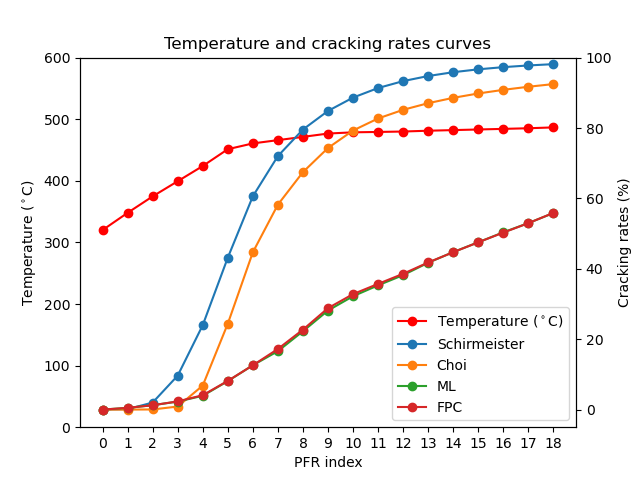 Temperature and cracking rates curves
600
500
400
300
200
100
0
Temperature (°C)
100
80
60
40
20
0
Cracking rates (%)
Temperature (°C)
Schirmeister
Choi
ML
FPC
0 1 2 3 4 5 6 7 8 9 10 11 12 13 14 15 16 17 18
PFR index